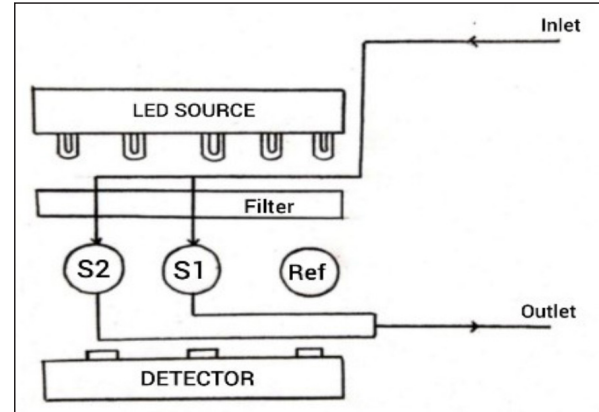 Inlet
LED SOURCE
Filter
S2
S1
Ref
Outlet
DETECTOR